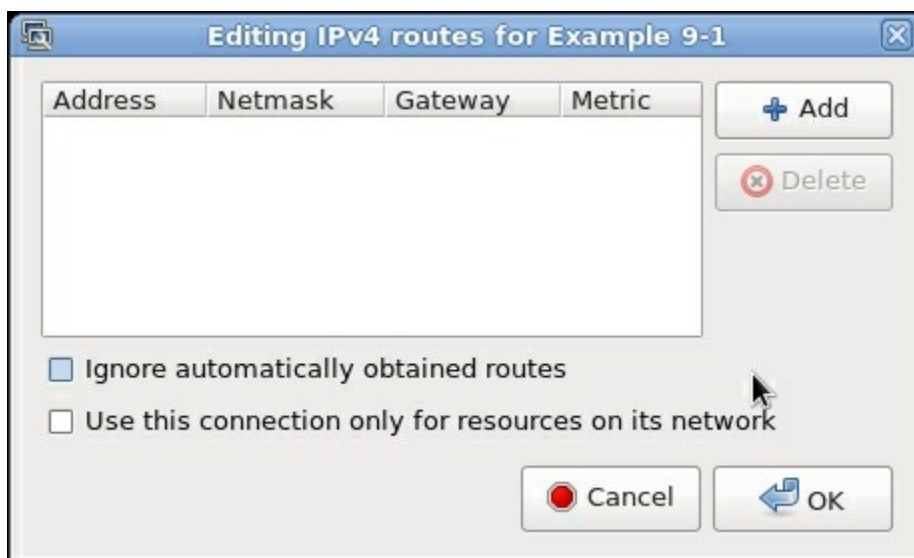 Editing IPv4 routes for Example 9-1
Address Netmask Gateway Metric
Add
Delete
Ignore automatically obtained routes
Use this connection only for resources on its network
Cancel
OK